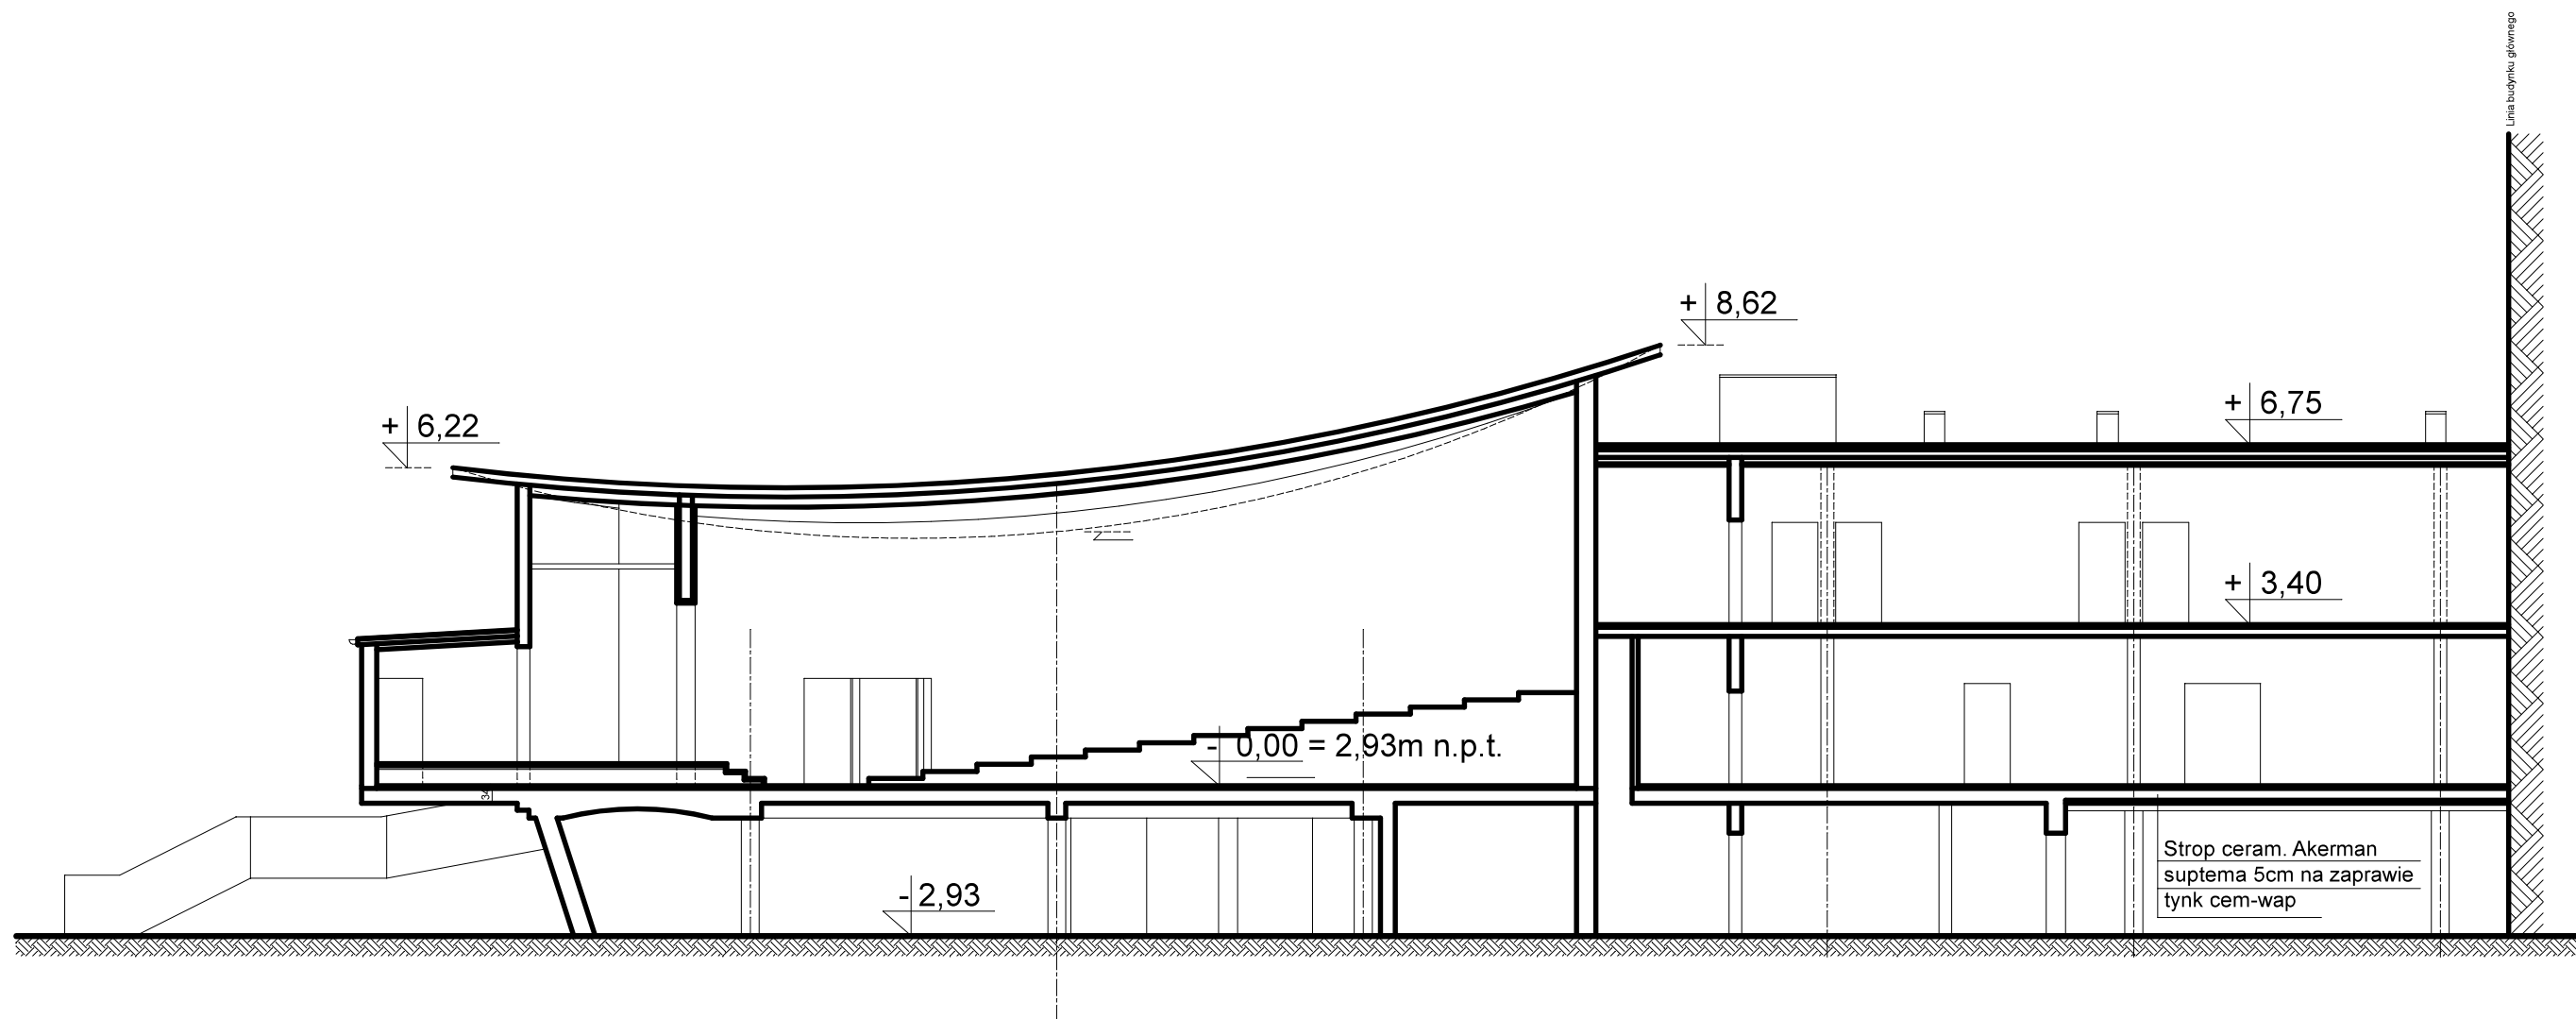 Linia budynku głównego
+ 8,62
+ 6,22
+ 6,75
+ 3,40
- 0,00 = 2,93m n.p.t.
34
Strop ceram. Akerman
suptema 5cm na zaprawie
tynk cem-wap
- 2,93